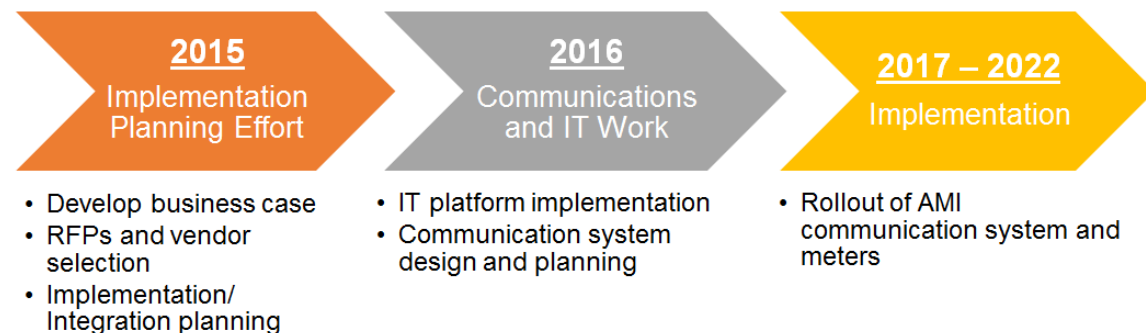 2015
Implementation
Planning Effort
• Develop business case
• RFPs and vendor
selection
• Implementation/
Integration planning
2016
Communications
and IT Work
• IT platform implementation
• Communication system
design and planning
2017 – 2022
Implementation
• Rollout of AMI
communication system and
meters